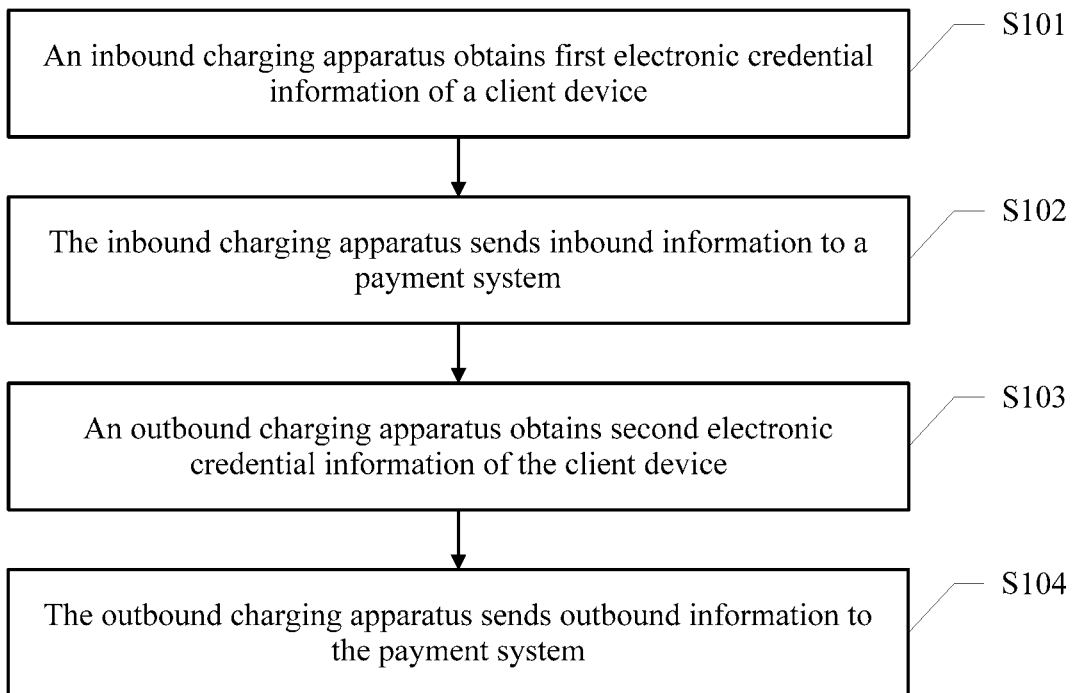 S101
An inbound charging apparatus obtains first electronic credential
information of a client device
S102
The inbound charging apparatus sends inbound information to a
payment system
S103
An outbound charging apparatus obtains second electronic
credential information of the client device
S104
The outbound charging apparatus sends outbound information to
the payment system